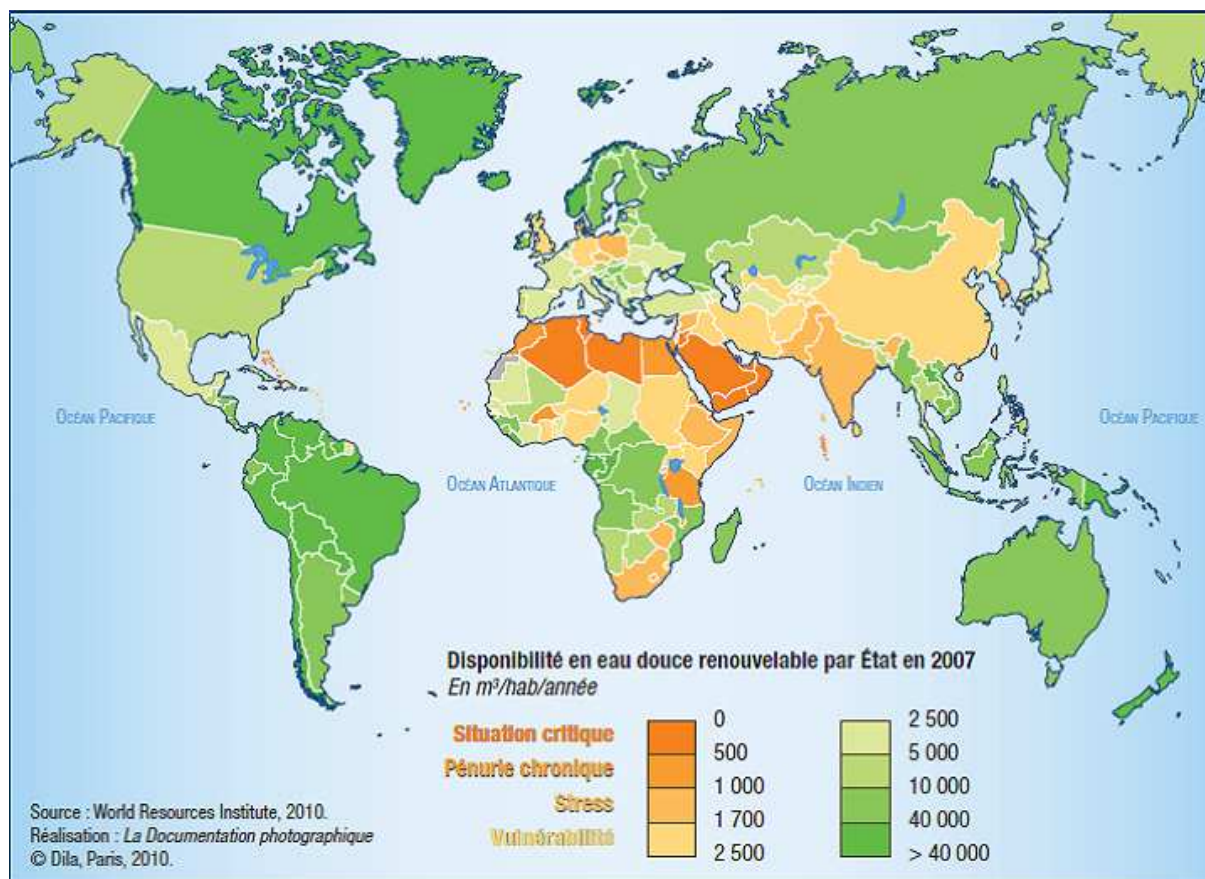 Océan Pacifique
Océan Atlantique
Océan Indien
Océan Pacifique
Disponibilité en eau douce renouvelable par État en 2007
En m³/hab/année
Situation critique
Pénurie chronique
Stress
Vulnérabilité
0
500
1 000
1 700
2 500
2 500
5 000
10 000
40 000
> 40 000
Source : World Resources Institute, 2010.
Réalisation : La Documentation photographique
© Dila, Paris, 2010.